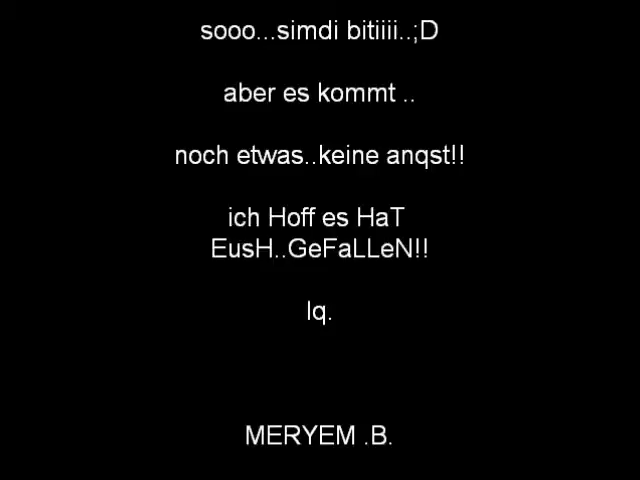 sooo...simdi bitiiii..;D
aber es kommt ..
noch etwas..keine anqst!!
ich Hoff es HaT
EusH..GeFaLLeN!!
lq.
MERYEM .B.